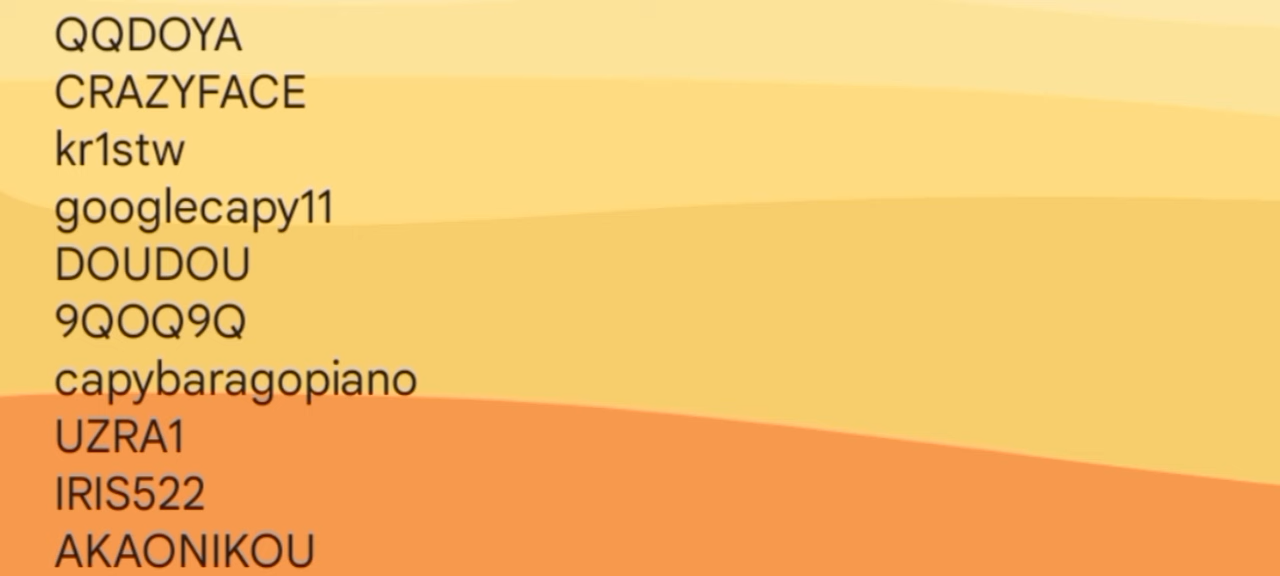 QQDOYA
CRAZYFACE
kr1stw
googlecapy11
DOUDOU
9QOQ9Q
capybaragopiano
UZRA1
IRIS522
AKAONIKOU